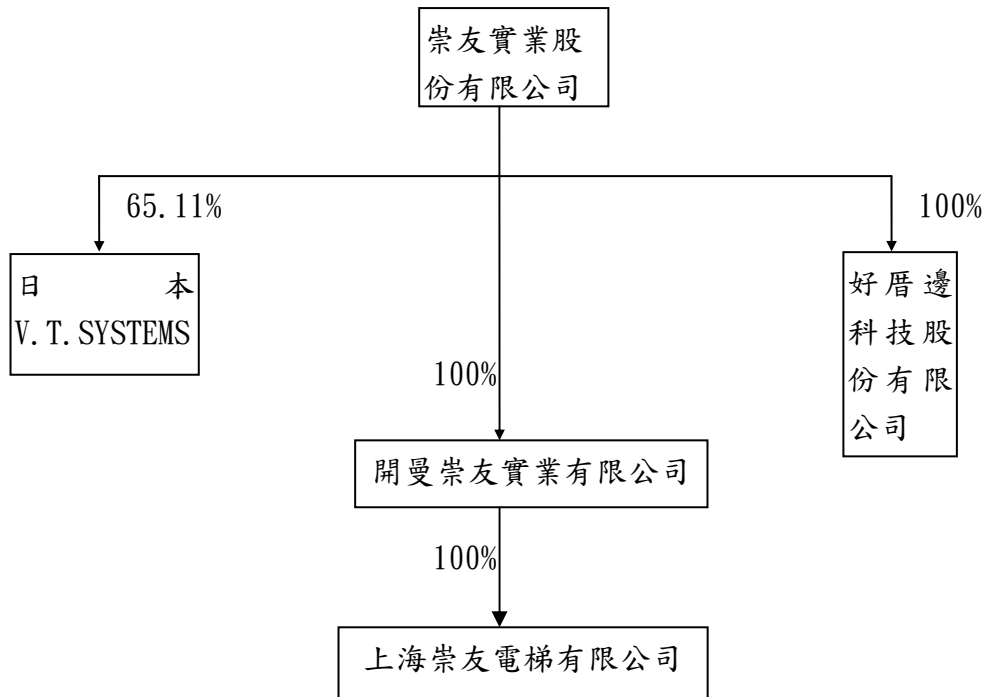 崇友實業股
份有限公司
65.11%
100%
日 本
V.T.SYSTEMS
好厝邊
科技股
份有限
公司
100%
開曼崇友實業有限公司
100%
上海崇友電梯有限公司